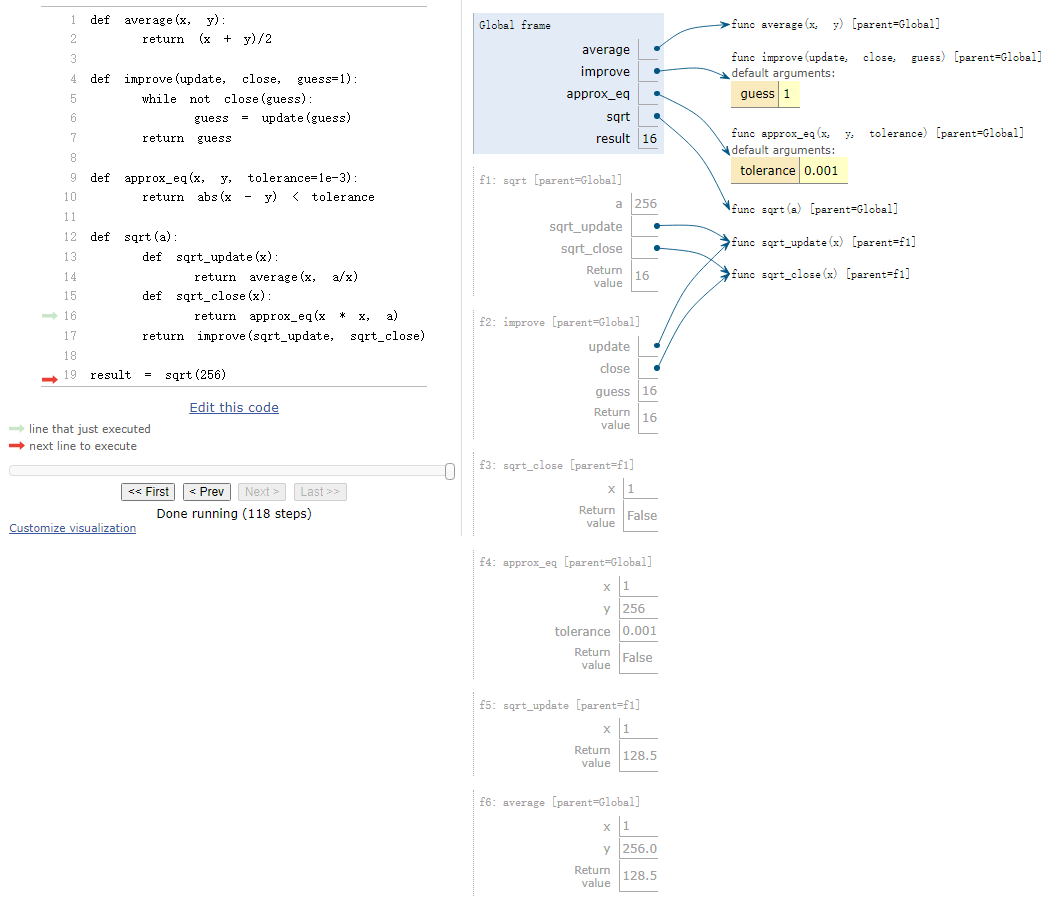 1 def average(x, y):
2 return (x + y)/2
3
4 def improve(update, close, guess=1):
5 while not close(guess):
6 guess = update(guess)
7 return guess
8
9 def approx_eq(x, y, tolerance=1e-3):
10 return abs(x - y) < tolerance
11
12 def sqrt(a):
13 def sqrt_update(x):
14 return average(x, a/x)
15 def sqrt_close(x):
16 return approx_eq(x * x, a)
17 return improve(sqrt_update, sqrt_close)
18
19 result = sqrt(256)
Edit this code
line that just executed
next line to execute
<< First < Prev Next > Last >>
Done running (118 steps)
Customize visualization
Global frame
average
improve
approx_eq
sqrt
result 16
func average(x, y) [parent=Global]
func improve(update, close, guess) [parent=Global]
default arguments:
guess 1
func approx_eq(x, y, tolerance) [parent=Global]
default arguments:
tolerance 0.001
func sqrt(a) [parent=Global]
func sqrt_update(x) [parent=f1]
func sqrt_close(x) [parent=f1]
f1: sqrt [parent=Global]
a 256
sqrt_update
sqrt_close
Return
value 16
f2: improve [parent=Global]
update
close
guess 16
Return
value 16
f3: sqrt_close [parent=f1]
x 1
Return
value False
f4: approx_eq [parent=Global]
x 1
y 256
tolerance 0.001
Return
value False
f5: sqrt_update [parent=f1]
x 1
Return
value 128.5
f6: average [parent=Global]
x 1
y 256.0
Return
value 128.5